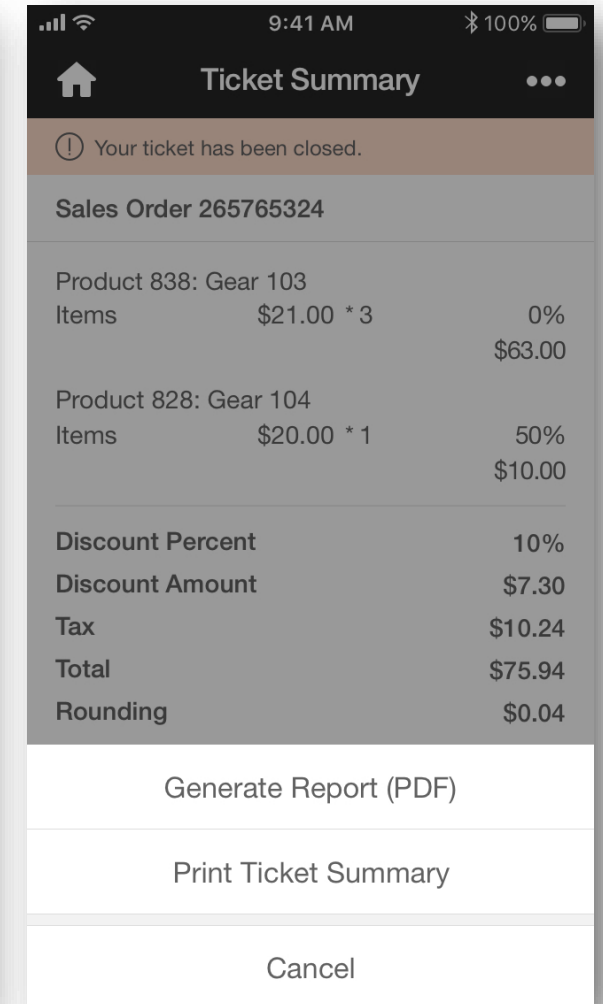 9:41 AM 100%
Ticket Summary
Your ticket has been closed.
Sales Order 265765324
Product 838: Gear 103
Items $21.00 * 3 0%
$63.00
Product 828: Gear 104
Items $20.00 * 1 50%
$10.00
Discount Percent 10%
Discount Amount $7.30
Tax $10.24
Total $75.94
Rounding $0.04
Generate Report (PDF)
Print Ticket Summary
Cancel